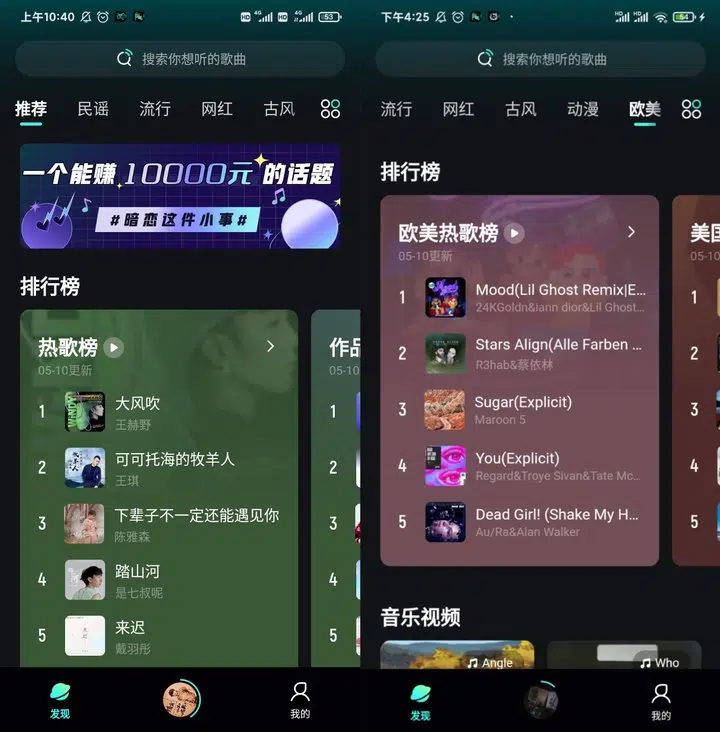 上午10:40
HD 4G HD 4G 53
搜索你想听的歌曲
推荐 民谣 流行 网红 古风
一个能赚10000元的话题
#暗恋这件小事#
排行榜
热歌榜
05-10更新
1 大风吹
王赫野
2 可可托海的牧羊人
王琪
3 下辈子不一定还能遇见你
陈雅森
4 踏山河
是七叔呢
5 来迟
戴羽彤
作品
05-10
1
2
3
4
5
发现
我的
下午4:25
HD HD 54
搜索你想听的歌曲
流行 网红 古风 动漫 欧美
排行榜
欧美热歌榜
05-10更新
1 Mood(Lil Ghost Remix|E...
24KGoldn&Iann dior&Lil Ghost...
2 Stars Align(Alle Farben ...
R3hab&蔡依林
3 Sugar(Explicit)
Maroon 5
4 You(Explicit)
Regard&Troye Sivan&Tate Mc...
5 Dead Girl! (Shake My H...
Au/Ra&Alan Walker
美国
05-10
1
2
3
4
5
音乐视频
Angle
Who
发现
我的